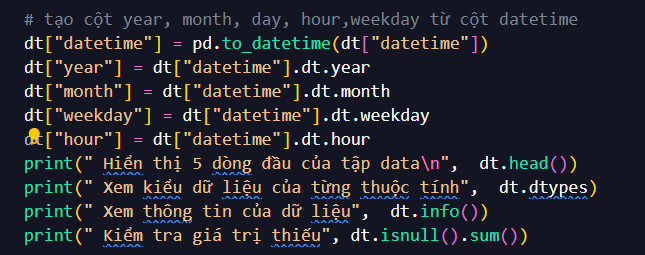 # tạo cột year, month, day, hour,weekday từ cột datetime
dt["datetime"] = pd.to_datetime(dt["datetime"])
dt["year"] = dt["datetime"].dt.year
dt["month"] = dt["datetime"].dt.month
dt["weekday"] = dt["datetime"].dt.weekday
dt["hour"] = dt["datetime"].dt.hour
print(" Hiển thị 5 dòng đầu của tập data\n",  dt.head())
print(" Xem kiểu dữ liệu của từng thuộc tính",  dt.dtypes)
print(" Xem thông tin của dữ liệu",  dt.info())
print(" Kiểm tra giá trị thiếu", dt.isnull().sum())